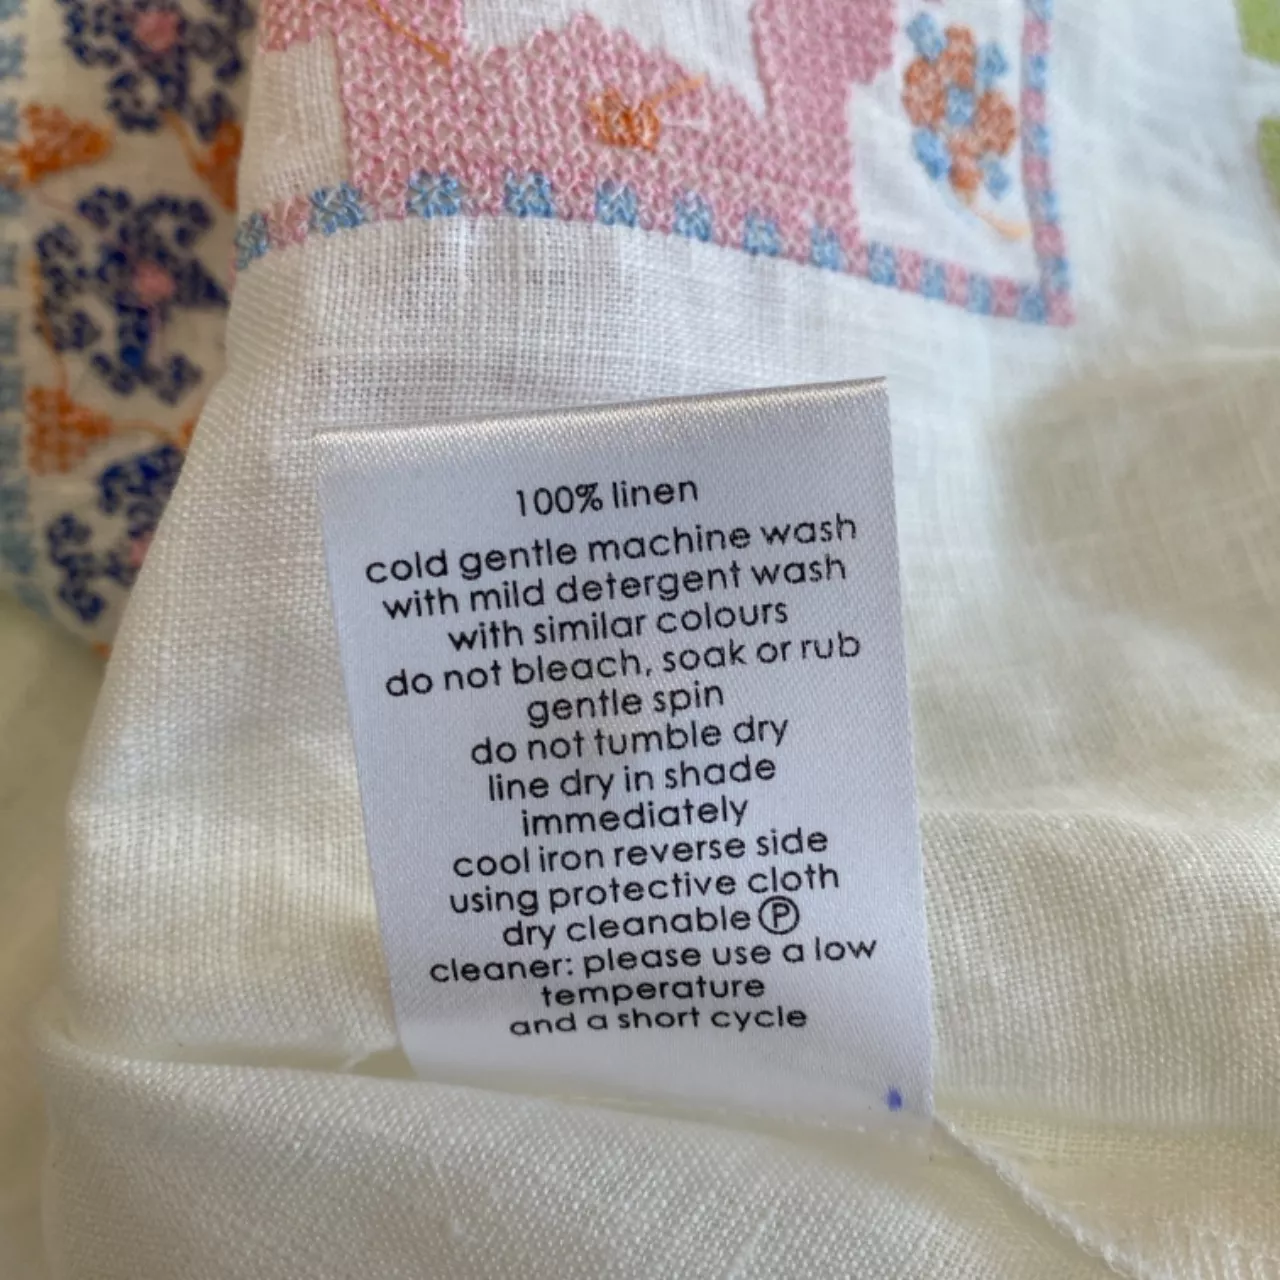 100% linen
cold gentle machine wash
with mild detergent wash
with similar colours
do not bleach, soak or rub
gentle spin
do not tumble dry
line dry in shade
immediately
cool iron reverse side
using protective cloth
dry cleanable Ⓟ
cleaner: please use a low
temperature
and a short cycle